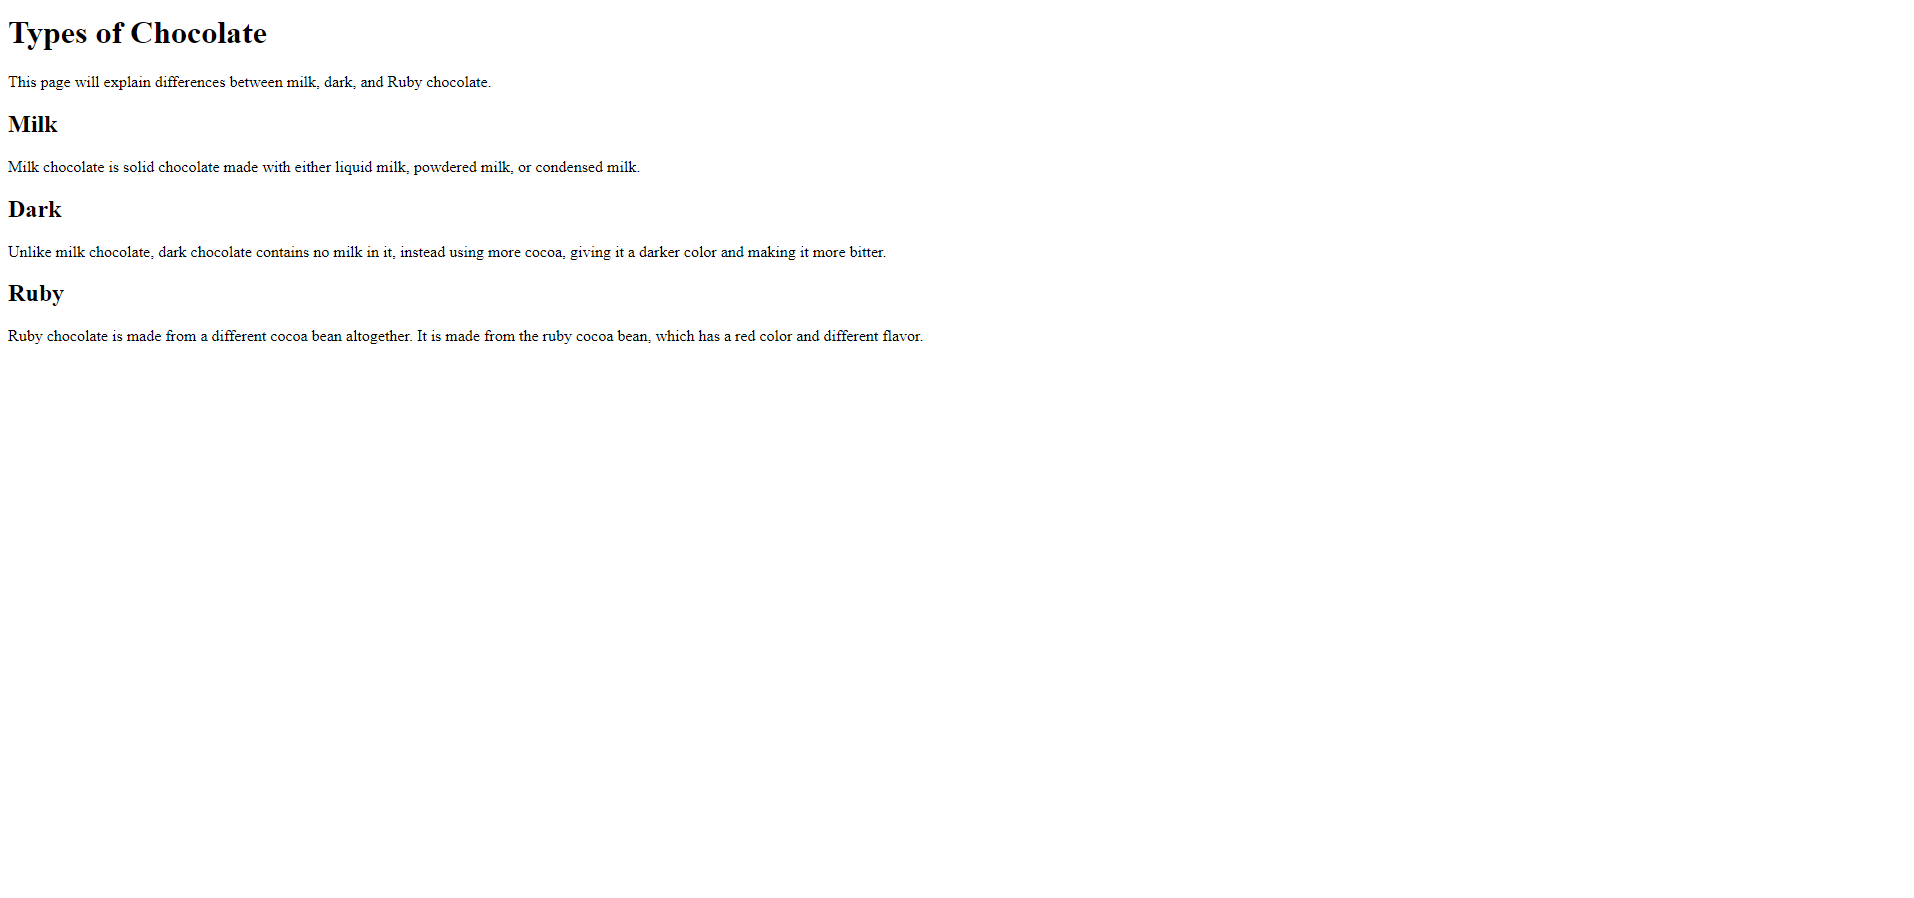 Types of Chocolate
This page will explain differences between milk, dark, and Ruby chocolate.
Milk
Milk chocolate is solid chocolate made with either liquid milk, powdered milk, or condensed milk.
Dark
Unlike milk chocolate, dark chocolate contains no milk in it, instead using more cocoa, giving it a darker color and making it more bitter.
Ruby
Ruby chocolate is made from a different cocoa bean altogether. It is made from the ruby cocoa bean, which has a red color and different flavor.